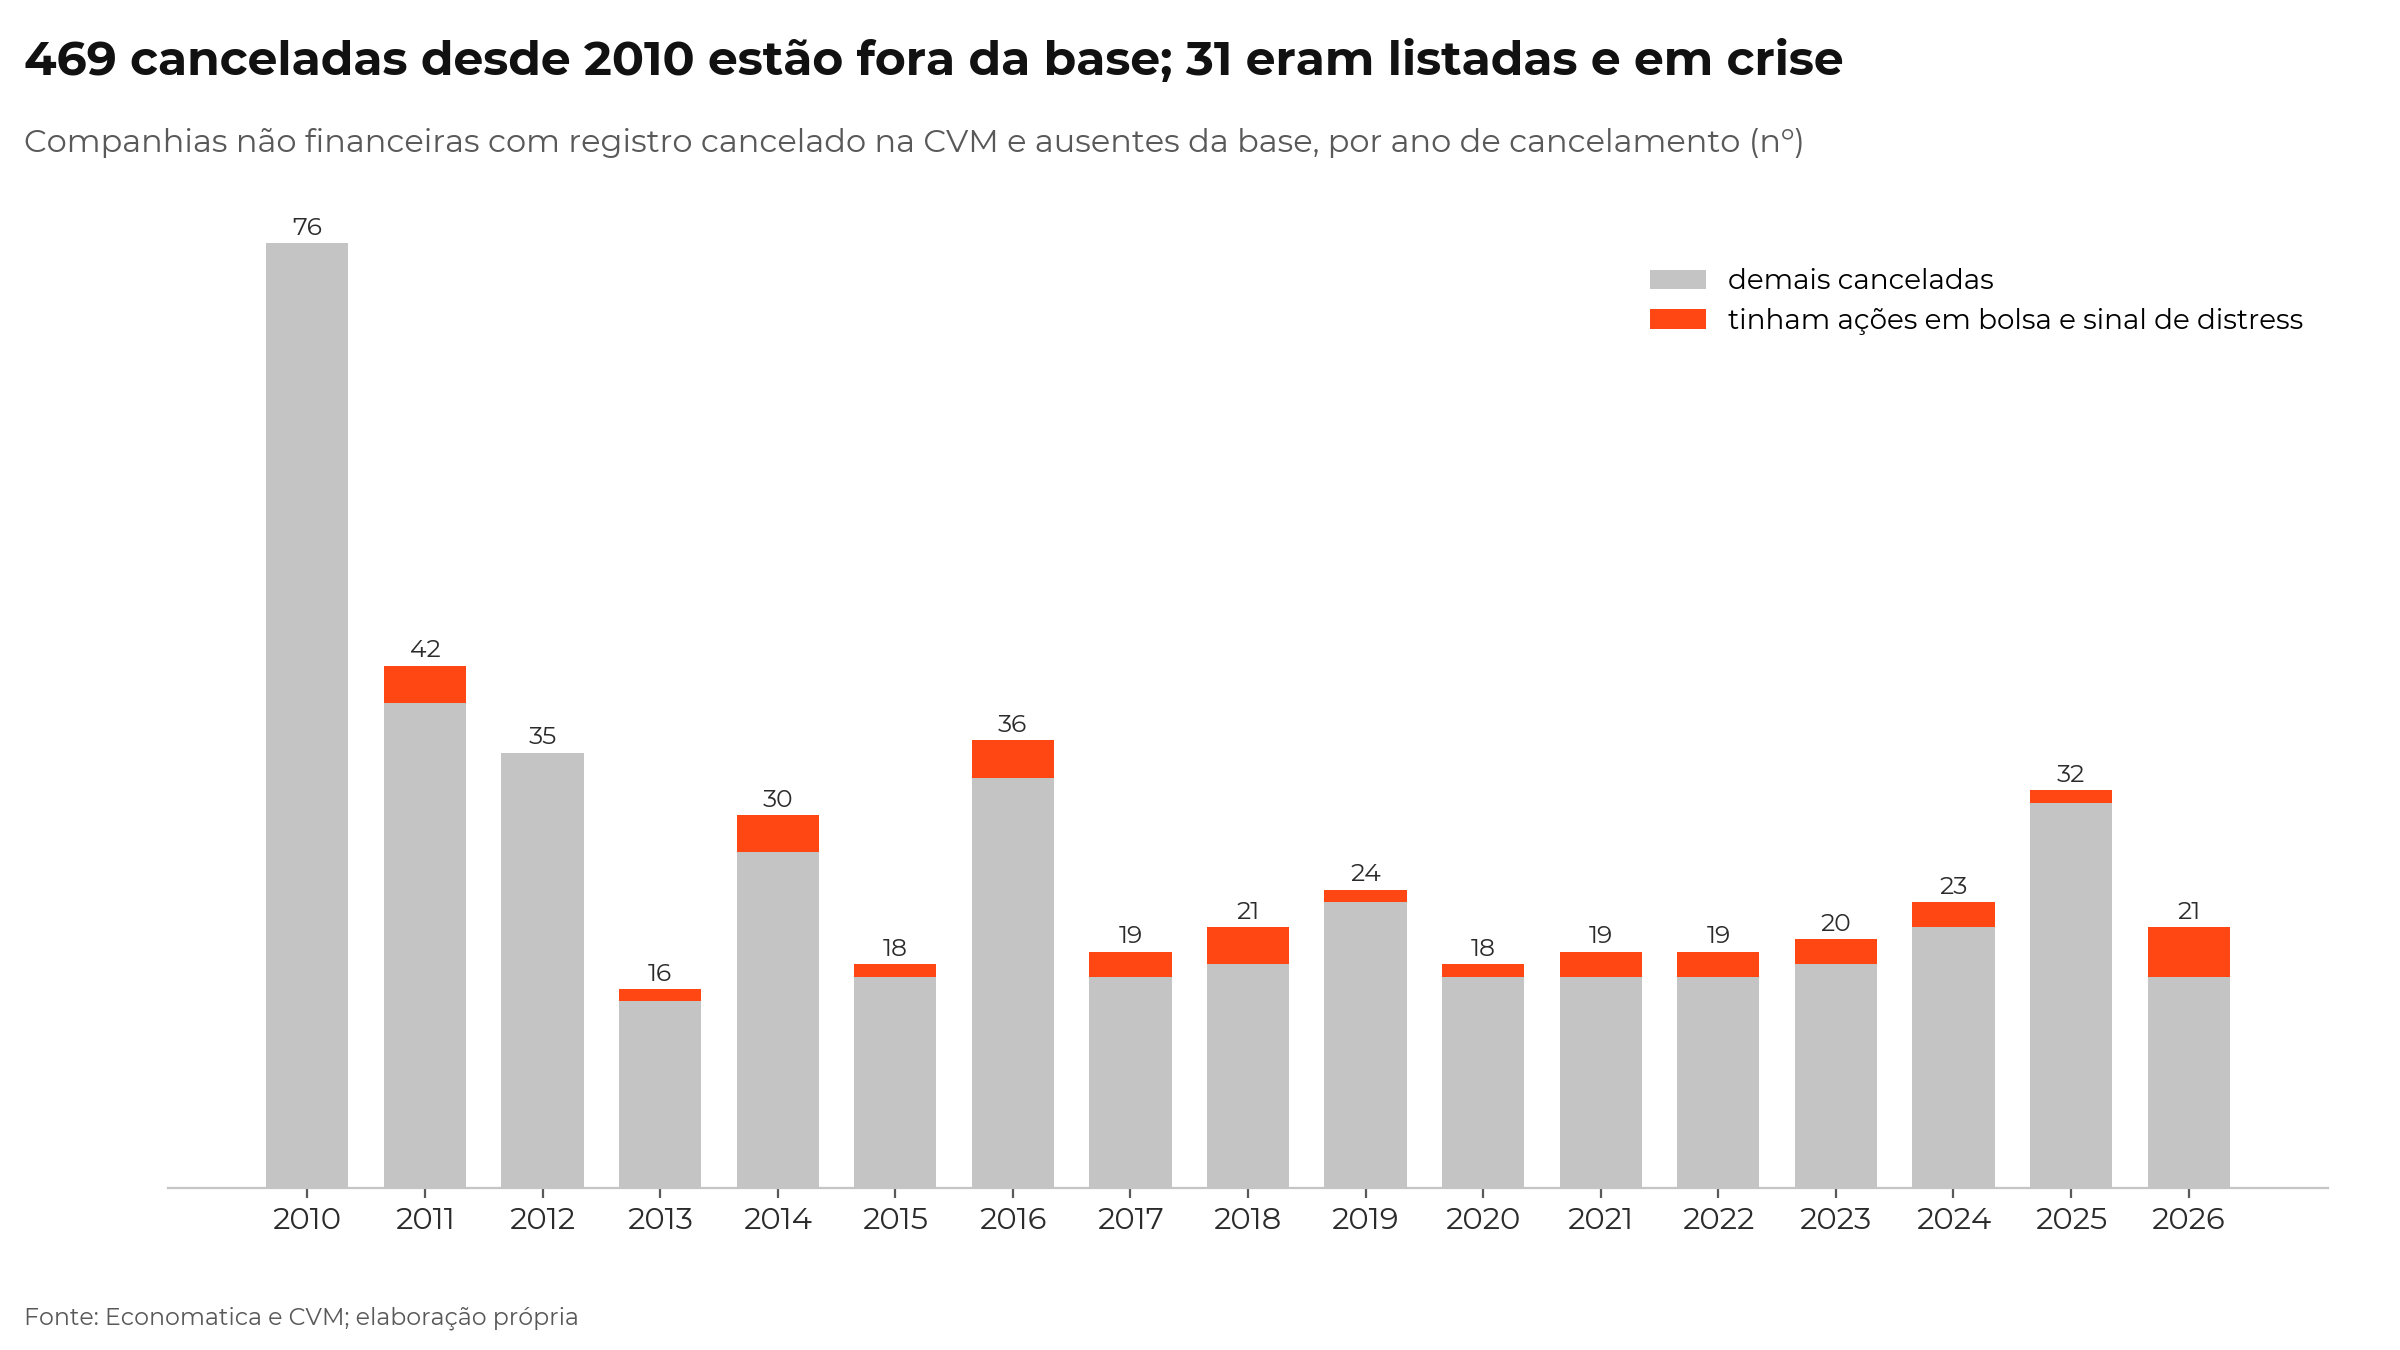 469 canceladas desde 2010 estão fora da base; 31 eram listadas e em crise
Companhias não financeiras com registro cancelado na CVM e ausentes da base, por ano de cancelamento (nº)
demais canceladas
tinham ações em bolsa e sinal de distress
76
42
35
16
30
18
36
19
21
24
18
19
19
20
23
32
21
2010 2011 2012 2013 2014 2015 2016 2017 2018 2019 2020 2021 2022 2023 2024 2025 2026
Fonte: Economatica e CVM; elaboração própria